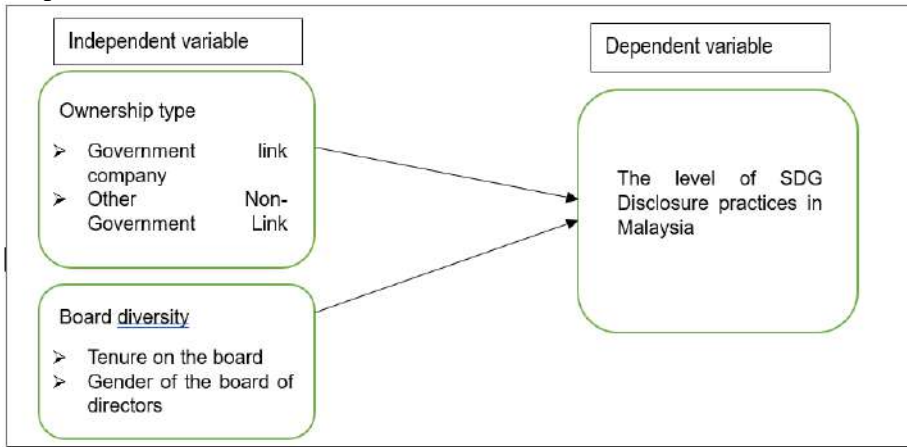 Independent variable
Dependent variable
Ownership type
➢ Government link
company
➢ Other Non-
Government Link
The level of SDG
Disclosure practices in
Malaysia
Board diversity
➢ Tenure on the board
➢ Gender of the board of
directors